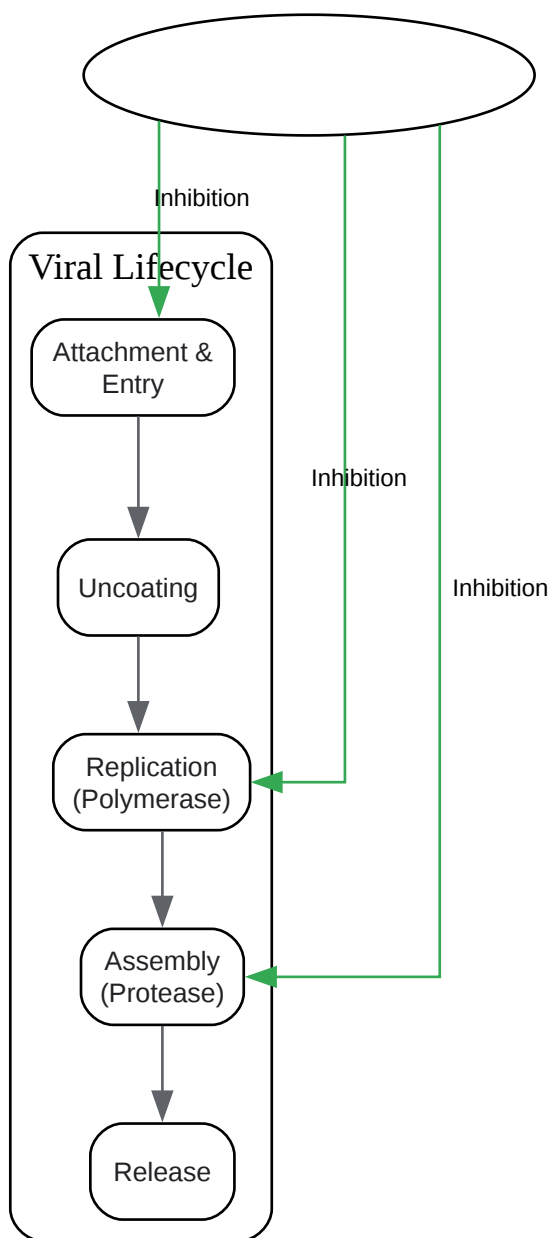 Inhibition
Viral Lifecycle
Attachment &
Entry
Inhibition
Uncoating
Inhibition
Replication
(Polymerase)
Assembly
(Protease)
Release